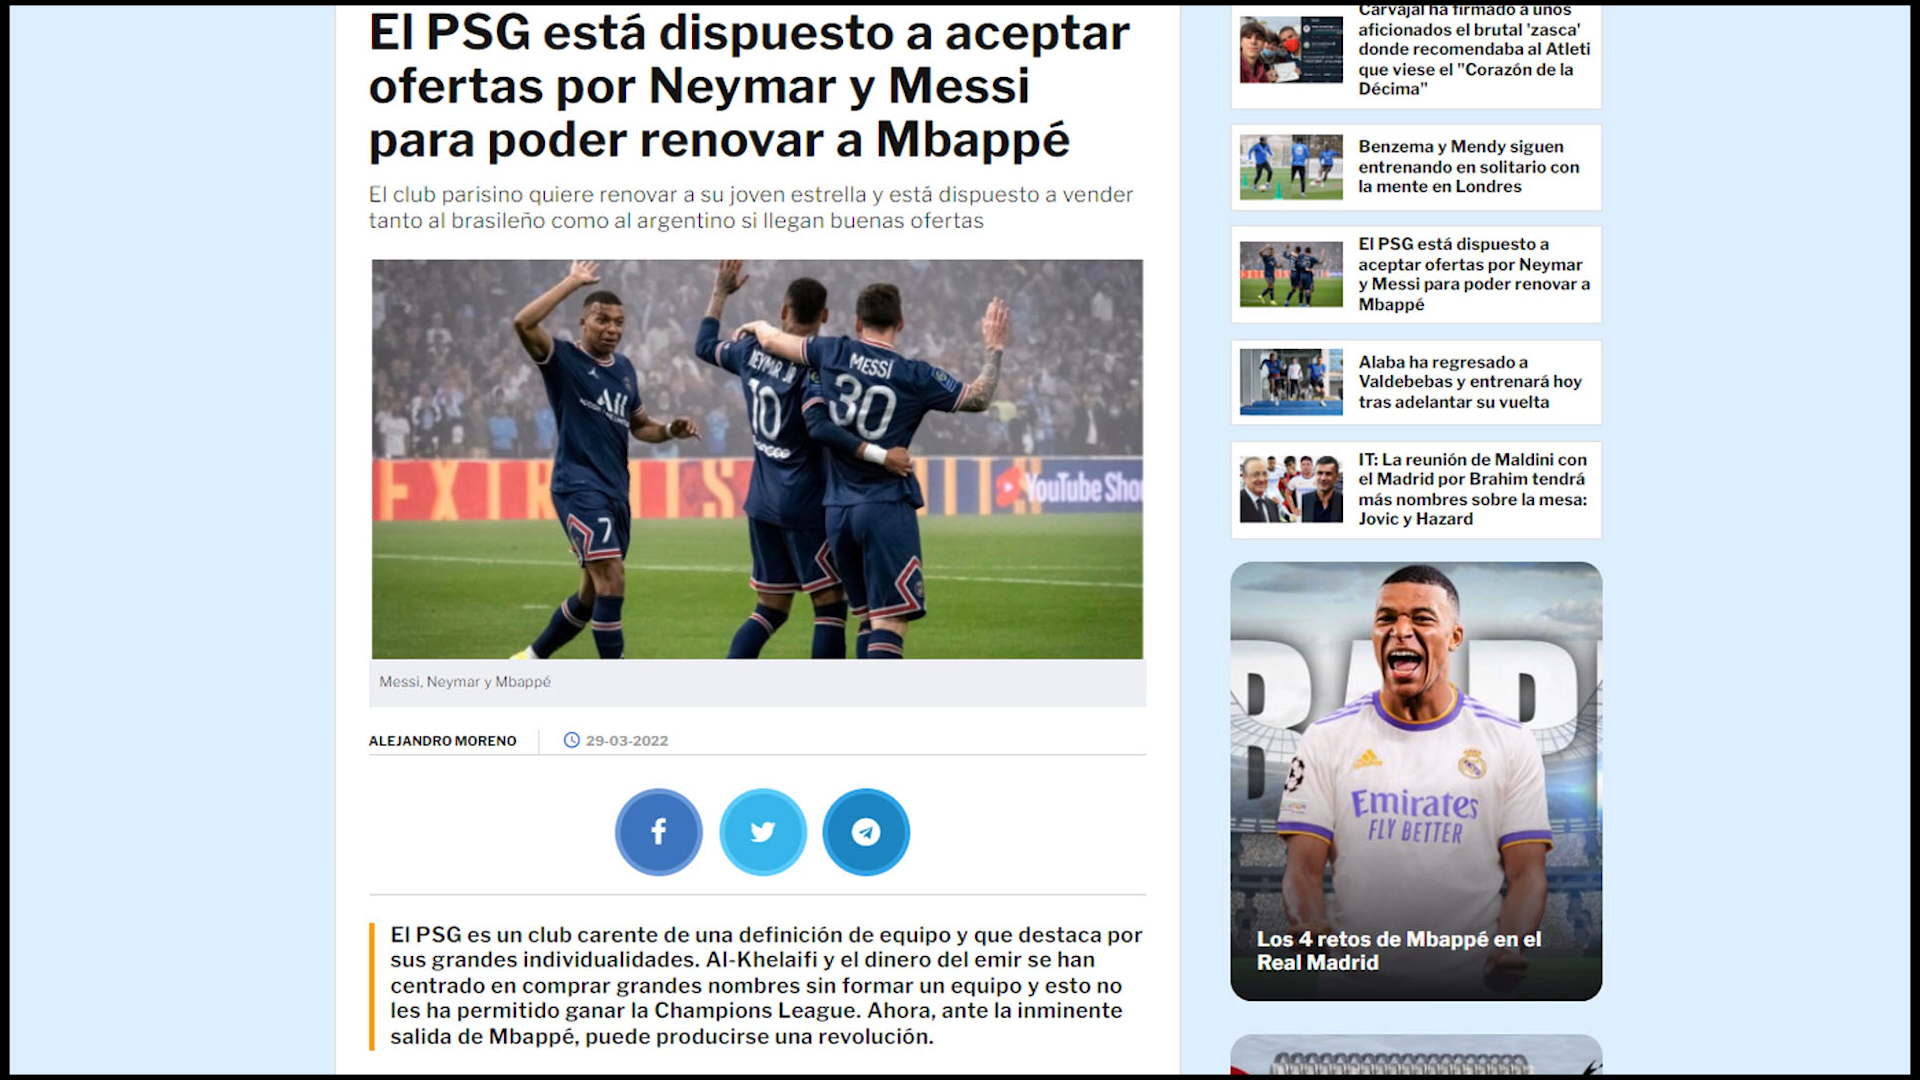 El PSG está dispuesto a aceptar
ofertas por Neymar y Messi
para poder renovar a Mbappé
El club parisino quiere renovar a su joven estrella y está dispuesto a vender
tanto al brasileño como al argentino si llegan buenas ofertas
NEYMAR JR
10
MESSI
30
7
EXTRI S
YouTube Sho
Messi, Neymar y Mbappé
ALEJANDRO MORENO
29-03-2022
El PSG es un club carente de una definición de equipo y que destaca por
sus grandes individualidades. Al-Khelaifi y el dinero del emir se han
centrado en comprar grandes nombres sin formar un equipo y esto no
les ha permitido ganar la Champions League. Ahora, ante la inminente
salida de Mbappé, puede producirse una revolución.
Carvajal ha firmado a unos
aficionados el brutal 'zasca'
donde recomendaba al Atleti
que viese el "Corazón de la
Décima"
Benzema y Mendy siguen
entrenando en solitario con
la mente en Londres
El PSG está dispuesto a
aceptar ofertas por Neymar
y Messi para poder renovar a
Mbappé
Alaba ha regresado a
Valdebebas y entrenará hoy
tras adelantar su vuelta
IT: La reunión de Maldini con
el Madrid por Brahim tendrá
más nombres sobre la mesa:
Jovic y Hazard
Emirates
FLY BETTER
Los 4 retos de Mbappé en el
Real Madrid